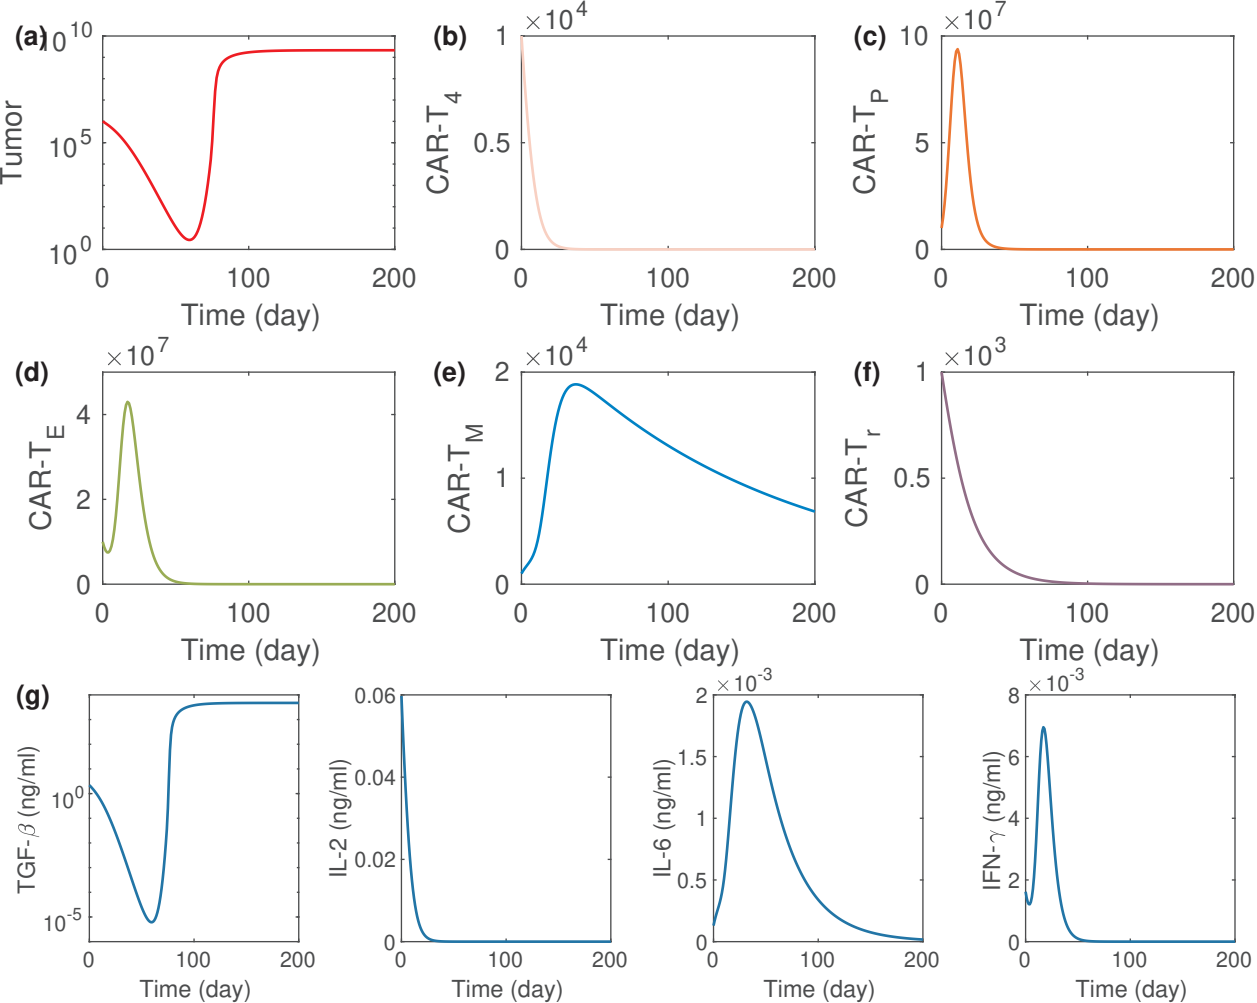 (a)
10^10
10^5
10^0
Tumor
0 100 200
Time (day)
(b)
×10^4
1
0.5
0
CAR-T_4
0 100 200
Time (day)
(c)
×10^7
10
5
0
CAR-T_P
0 100 200
Time (day)
(d)
×10^7
4
2
0
CAR-T_E
0 100 200
Time (day)
(e)
×10^4
2
1
0
CAR-T_M
0 100 200
Time (day)
(f)
×10^3
1
0.5
0
CAR-T_r
0 100 200
Time (day)
(g)
10^0
10^-5
TGF-β (ng/ml)
0 100 200
Time (day)
0.06
0.04
0.02
0
IL-2 (ng/ml)
0 100 200
Time (day)
×10^-3
2
1.5
1
0.5
0
IL-6 (ng/ml)
0 100 200
Time (day)
×10^-3
8
6
4
2
0
IFN-γ (ng/ml)
0 100 200
Time (day)